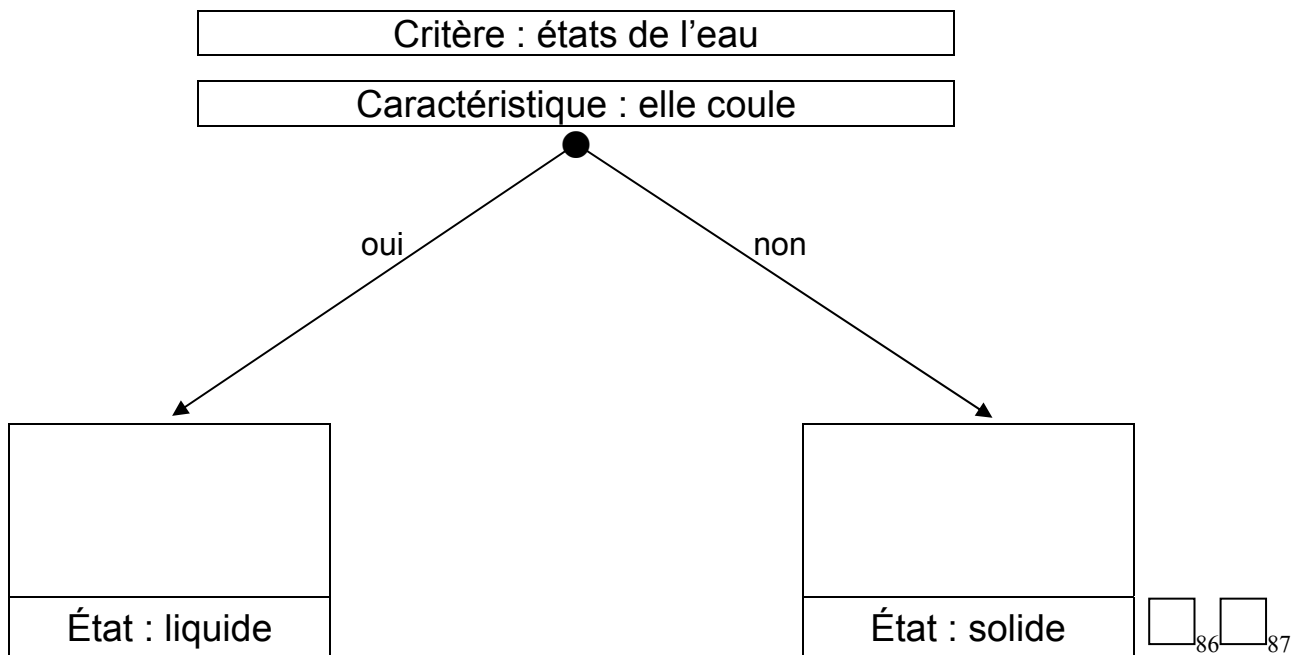 Critère : états de l’eau
Caractéristique : elle coule
oui
non
État : liquide
État : solide
86 87